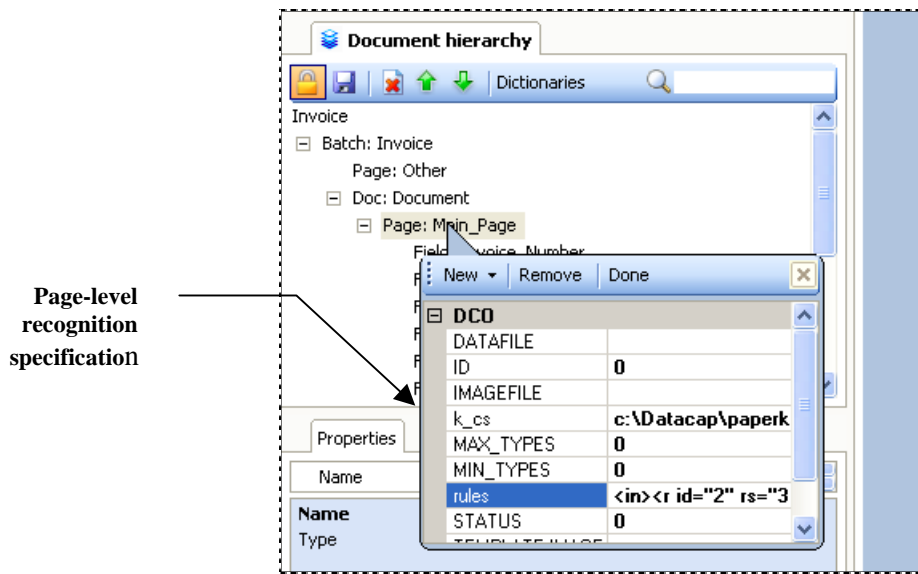 Document hierarchy
Dictionaries
Invoice
Batch: Invoice
Page: Other
Doc: Document
Page: Main_Page
New Remove Done
DCO
DATAFILE
ID 0
IMAGEFILE
k_cs c:\Datacap\paperk
MAX_TYPES 0
MIN_TYPES 0
rules <in><r id="2" rs="3
STATUS 0
Page-level
recognition
specification
Properties
Name
Name
Type